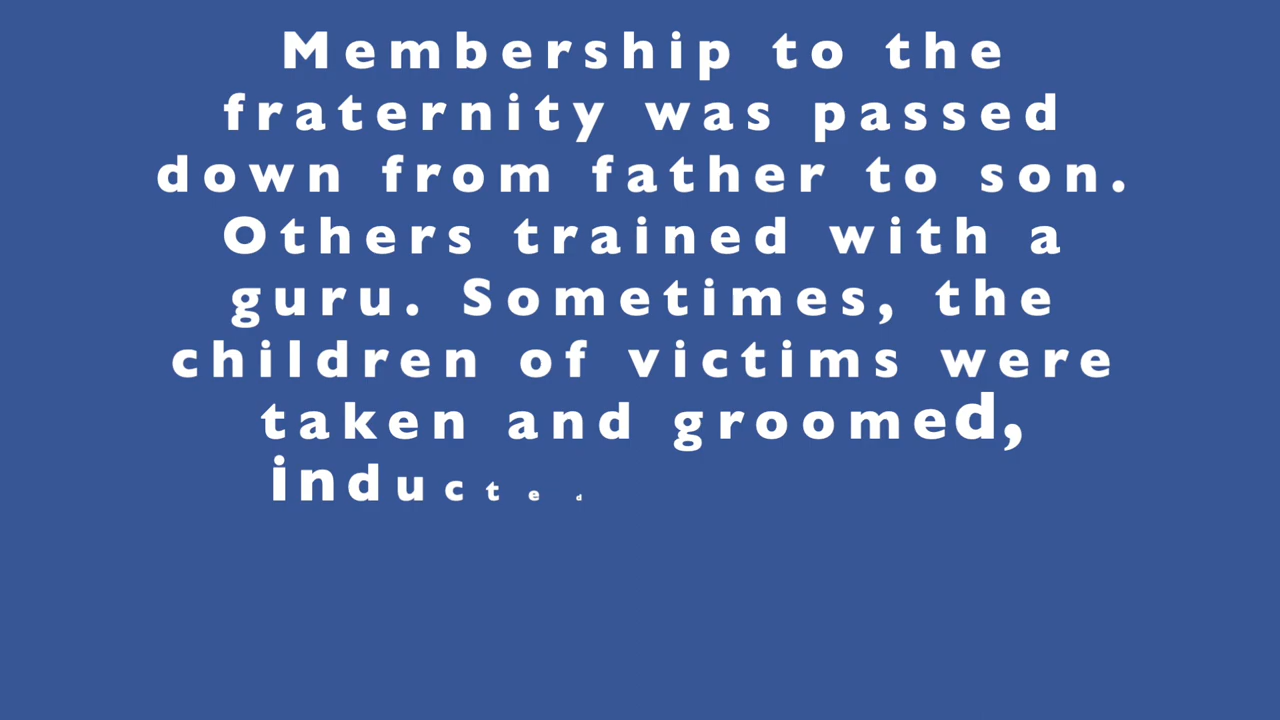 Membership to the
fraternity was passed
down from father to son.
Others trained with a
guru. Sometimes, the
children of victims were
taken and groomed,
inducted